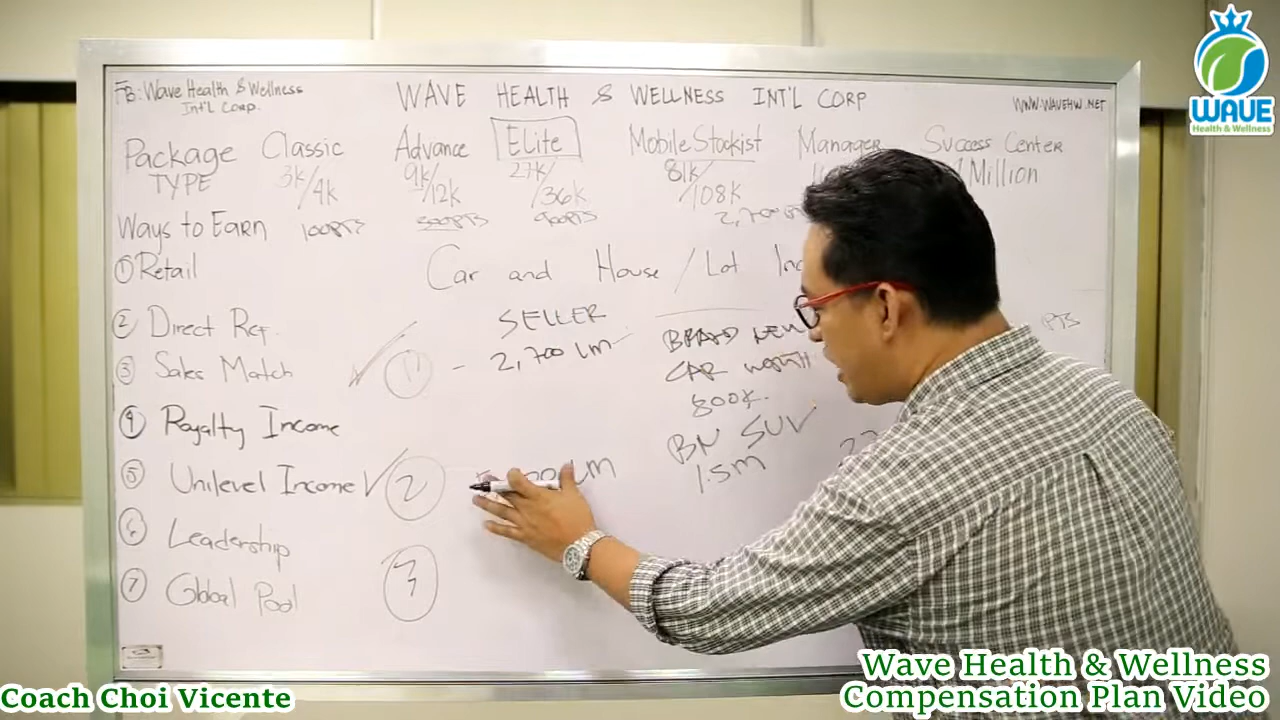 FB: Wave Health & Wellness
Int'l Corp.
WAVE HEALTH & WELLNESS INT'L CORP
WWW.WAVEHW.NET
WAVE
Health & Wellness
Package TYPE
Classic 3K/4K
Advance 9K/12K
Elite 27K/36K
Mobile Stockist 81K/108K
Manager
Success Center
Million
Ways to Earn 100PTS 300PTS 900PTS
① Retail
Car and House / Lot
② Direct Ref.
SELLER
③ Sales Match
① - 2,700 LM
BRAND NEW
CAR WORTH
800K.
PTS
④ Royalty Income
⑤ Unilevel Income
② LM
BN SUV
1.5M
⑥ Leadership
⑦ Global Pool
③
Coach Choi Vicente
Wave Health & Wellness
Compensation Plan Video